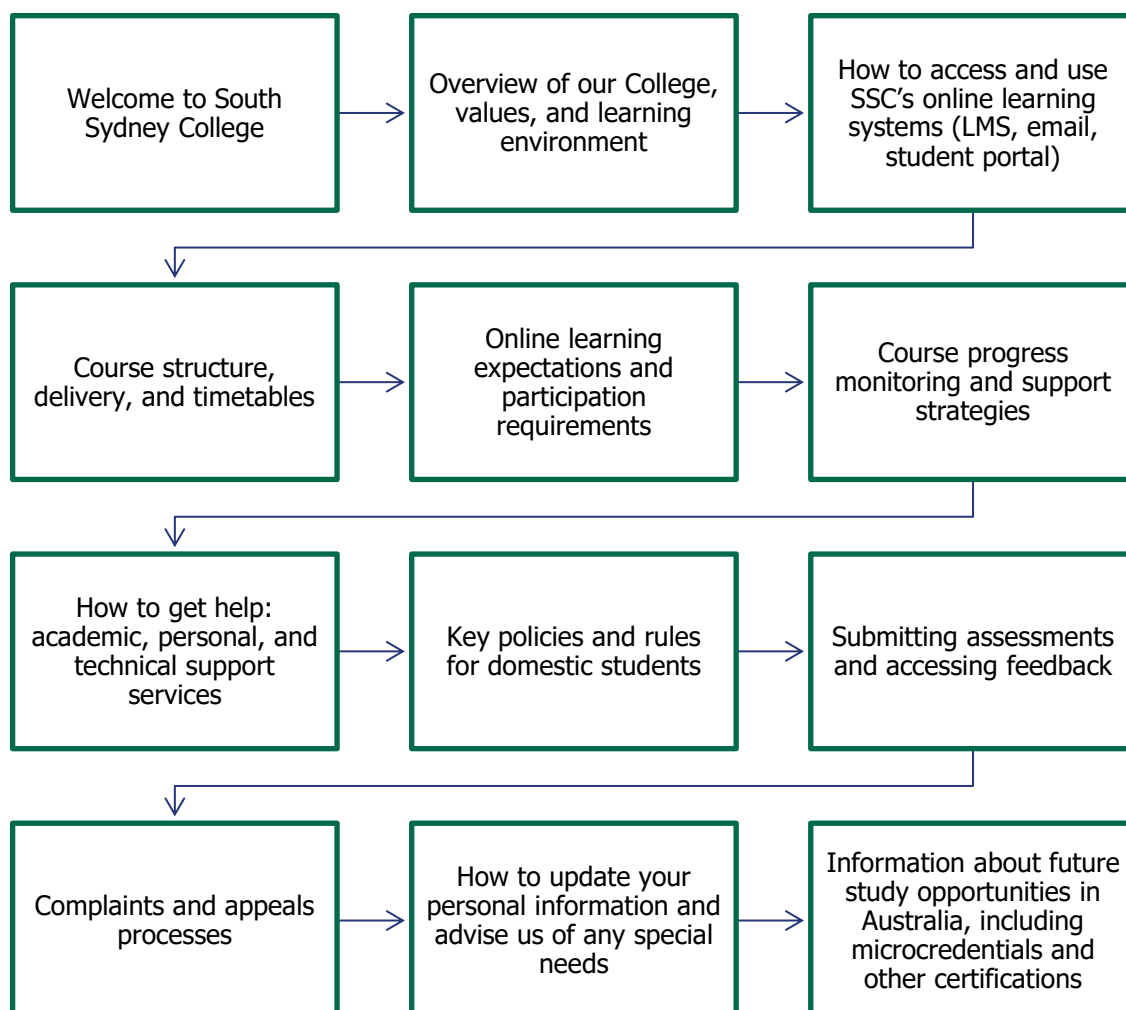 Welcome to South
Sydney College
Overview of our College,
values, and learning
environment
How to access and use
SSC’s online learning
systems (LMS, email,
student portal)
Course structure,
delivery, and timetables
Online learning
expectations and
participation
requirements
Course progress
monitoring and support
strategies
How to get help:
academic, personal, and
technical support
services
Key policies and rules
for domestic students
Submitting assessments
and accessing feedback
Complaints and appeals
processes
How to update your
personal information and
advise us of any special
needs
Information about future
study opportunities in
Australia, including
microcredentials and
other certifications